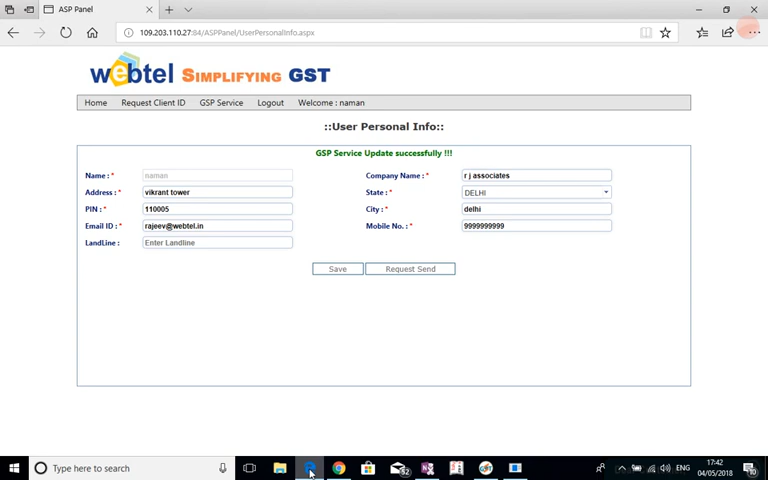 ASP Panel
109.203.110.27:84/ASPPanel/UserPersonalInfo.aspx
webtel SIMPLIFYING GST
Home Request Client ID GSP Service Logout Welcome : naman
::User Personal Info::
GSP Service Update successfully !!!
Name : * naman Company Name : * r j associates
Address : * vikrant tower State : * DELHI
PIN : * 110005 City : * delhi
Email ID : * rajeev@webtel.in Mobile No. : * 9999999999
LandLine : Enter Landline
Save Request Send
Type here to search 52 ENG 17:42
04/05/2018 10